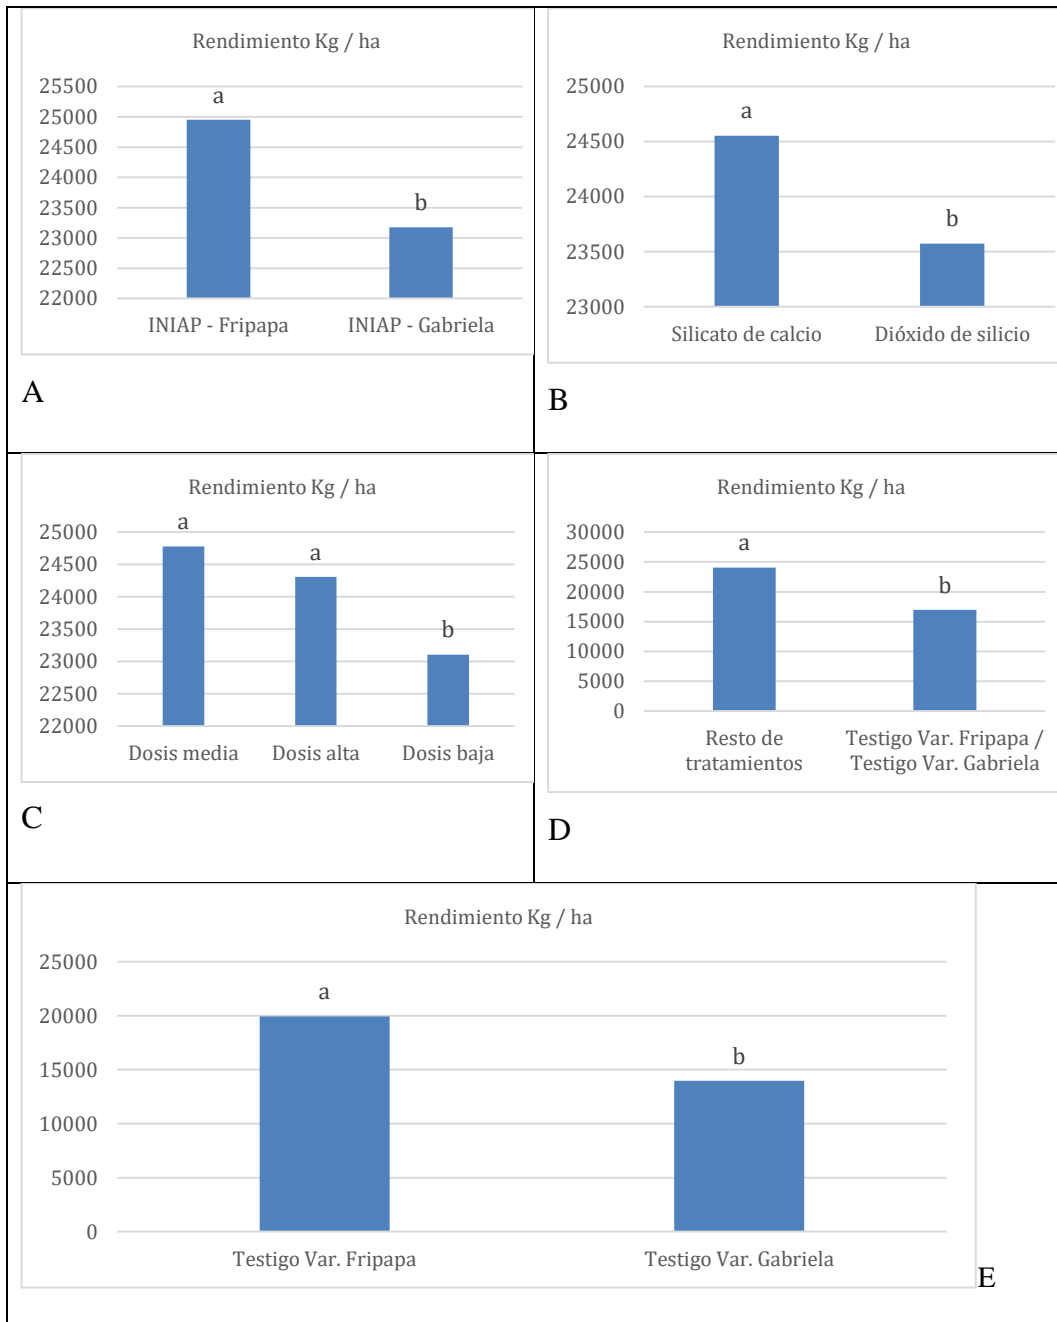 Rendimiento Kg / ha
25500
25000
24500
24000
23500
23000
22500
22000
a
b
INIAP - Fripapa
INIAP - Gabriela
A
Rendimiento Kg / ha
25000
24500
24000
23500
23000
a
b
Silicato de calcio
Dióxido de silicio
B
Rendimiento Kg / ha
25000
24500
24000
23500
23000
22500
22000
a
a
b
Dosis media
Dosis alta
Dosis baja
C
Rendimiento Kg / ha
30000
25000
20000
15000
10000
5000
0
a
b
Resto de
tratamientos
Testigo Var. Fripapa /
Testigo Var. Gabriela
D
Rendimiento Kg / ha
25000
20000
15000
10000
5000
0
a
b
Testigo Var. Fripapa
Testigo Var. Gabriela
E